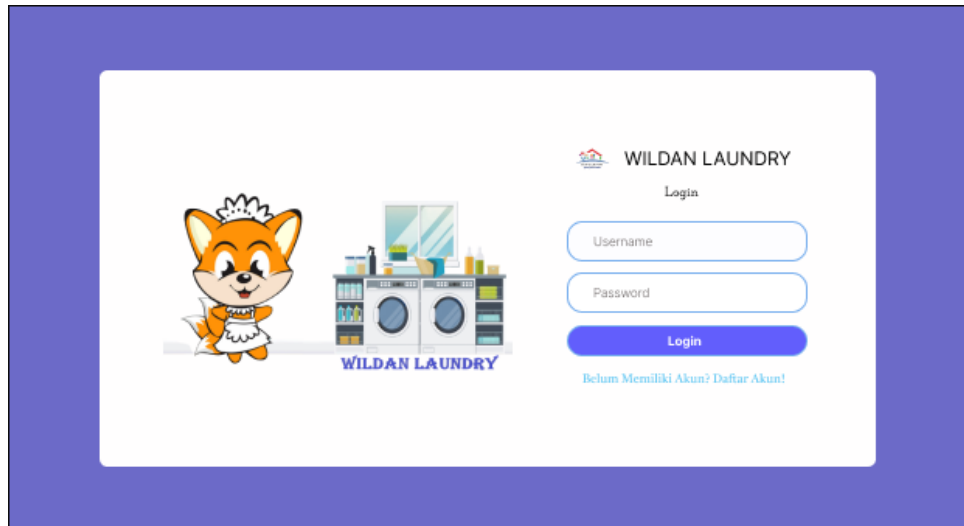 WILDAN LAUNDRY
Login
Username
Password
Login
Belum Memiliki Akun? Daftar Akun!
WILDAN LAUNDRY